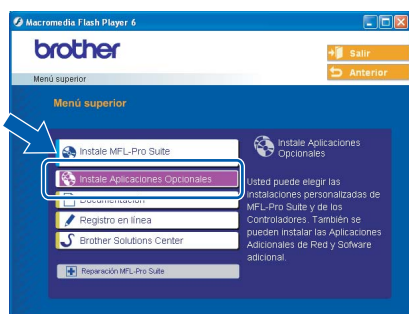 Macromedia Flash Player 6
brother
Salir
Anterior
Menú superior
Menú superior
Instale MFL-Pro Suite
Instale Aplicaciones Opcionales
Documentación
Registro en línea
Brother Solutions Center
Reparación MFL-Pro Suite
Instale Aplicaciones
Opcionales
Usted puede elegir las
instalaciones personalizadas de
MFL-Pro Suite y de los
Controladores. También se
pueden instalar las Aplicaciones
Adicionales de Red y Sofware
adicional.